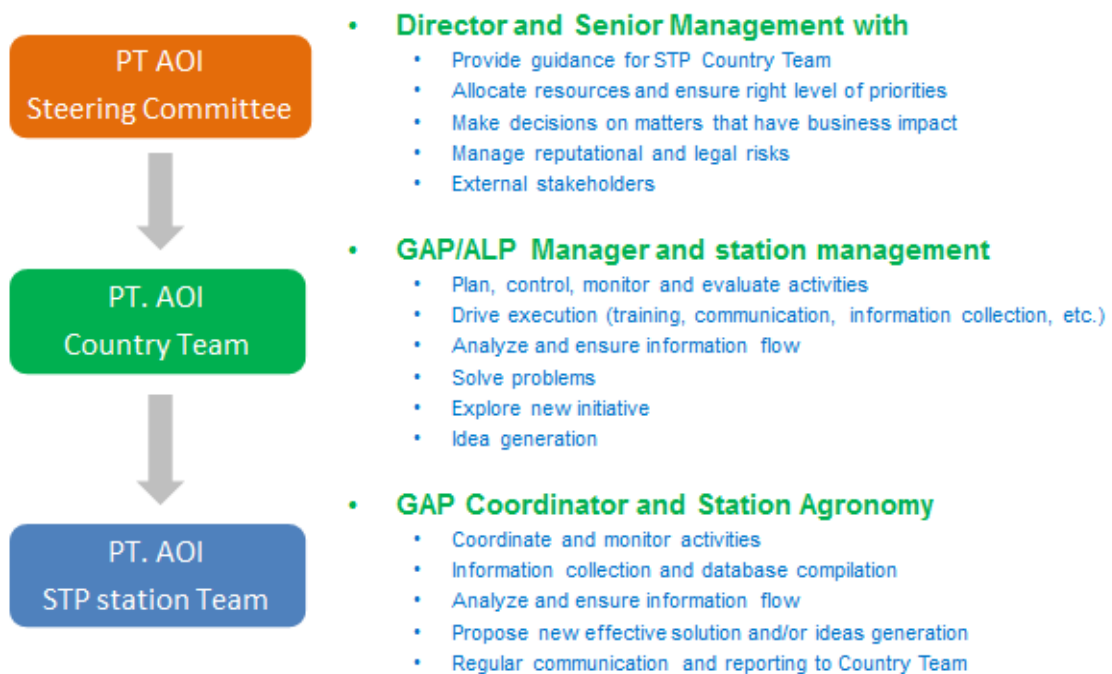 PT AOI
Steering Committee
• Director and Senior Management with
• Provide guidance for STP Country Team
• Allocate resources and ensure right level of priorities
• Make decisions on matters that have business impact
• Manage reputational and legal risks
• External stakeholders
PT. AOI
Country Team
• GAP/ALP Manager and station management
• Plan, control, monitor and evaluate activities
• Drive execution (training, communication, information collection, etc.)
• Analyze and ensure information flow
• Solve problems
• Explore new initiative
• Idea generation
PT. AOI
STP station Team
• GAP Coordinator and Station Agronomy
• Coordinate and monitor activities
• Information collection and database compilation
• Analyze and ensure information flow
• Propose new effective solution and/or ideas generation
• Regular communication and reporting to Country Team